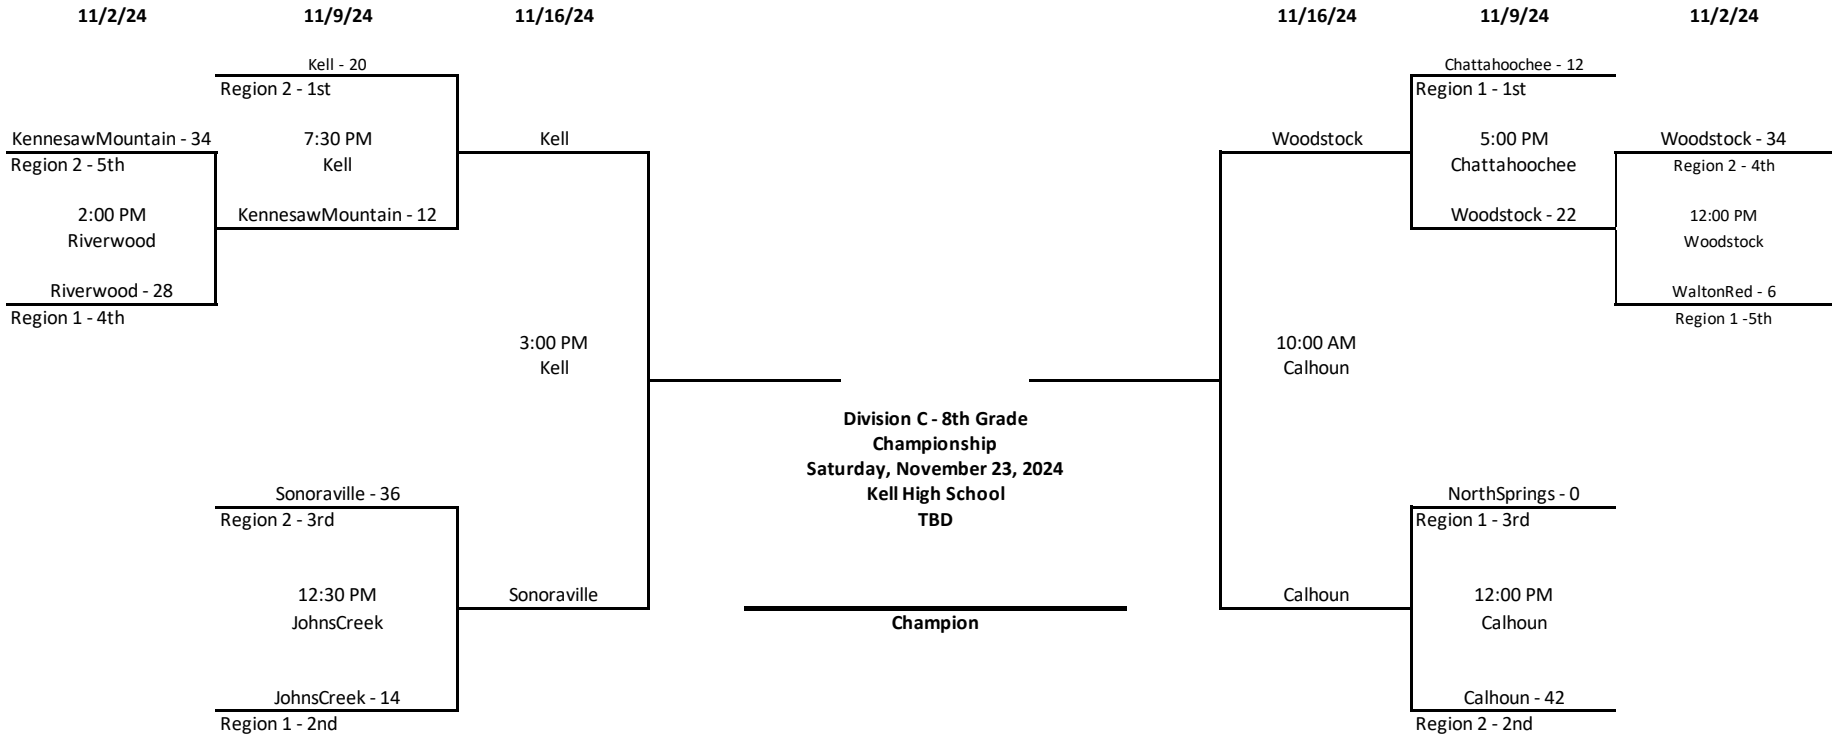 11/2/24
11/9/24
11/16/24
11/16/24
11/9/24
11/2/24
Kell - 20
Region 2 - 1st
KennesawMountain - 34
Region 2 - 5th
7:30 PM
Kell
Kell
2:00 PM
Riverwood
KennesawMountain - 12
Riverwood - 28
Region 1 - 4th
3:00 PM
Kell
Sonoraville - 36
Region 2 - 3rd
12:30 PM
JohnsCreek
Sonoraville
JohnsCreek - 14
Region 1 - 2nd
Division C - 8th Grade
Championship
Saturday, November 23, 2024
Kell High School
TBD
Champion
Chattahoochee - 12
Region 1 - 1st
Woodstock
5:00 PM
Chattahoochee
Woodstock - 34
Region 2 - 4th
Woodstock - 22
12:00 PM
Woodstock
WaltonRed - 6
Region 1 -5th
10:00 AM
Calhoun
NorthSprings - 0
Region 1 - 3rd
Calhoun
12:00 PM
Calhoun
Calhoun - 42
Region 2 - 2nd